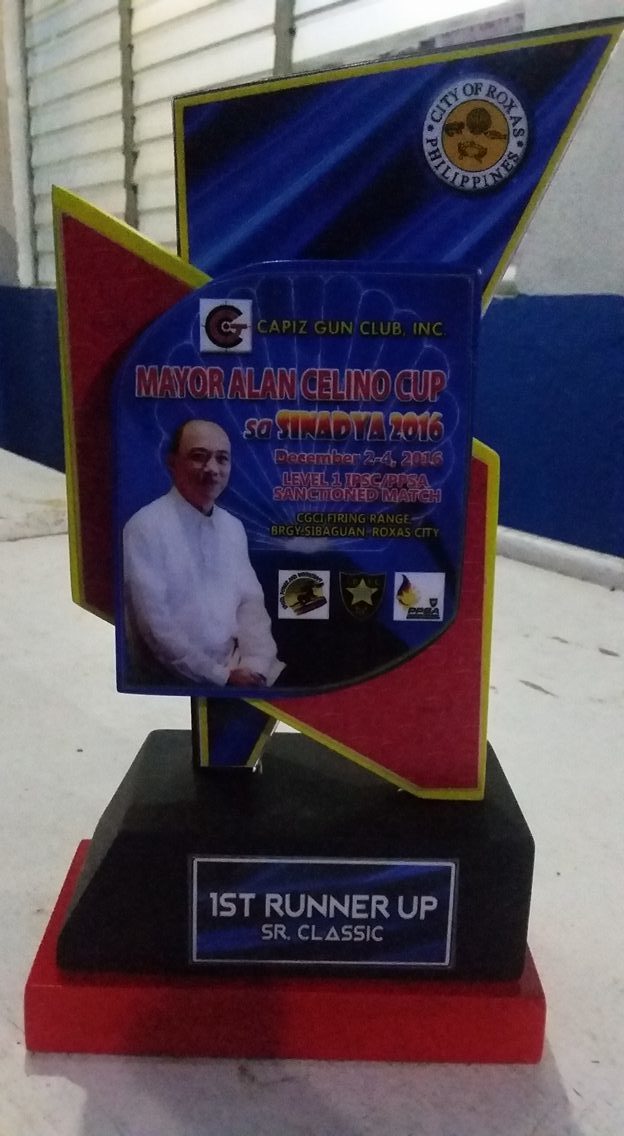 CITY OF ROXAS
PHILIPPINES
CAPIZ GUN CLUB, INC.
MAYOR ALAN CELINO CUP
sa SINADYA 2016
December 2-4, 2016
LEVEL 1 IPSC/PPSA
SANCTIONED MATCH
CGCI FIRING RANGE
BRGY. SIBAGUAN, ROXAS CITY
PPSA
1ST RUNNER UP
SR. CLASSIC